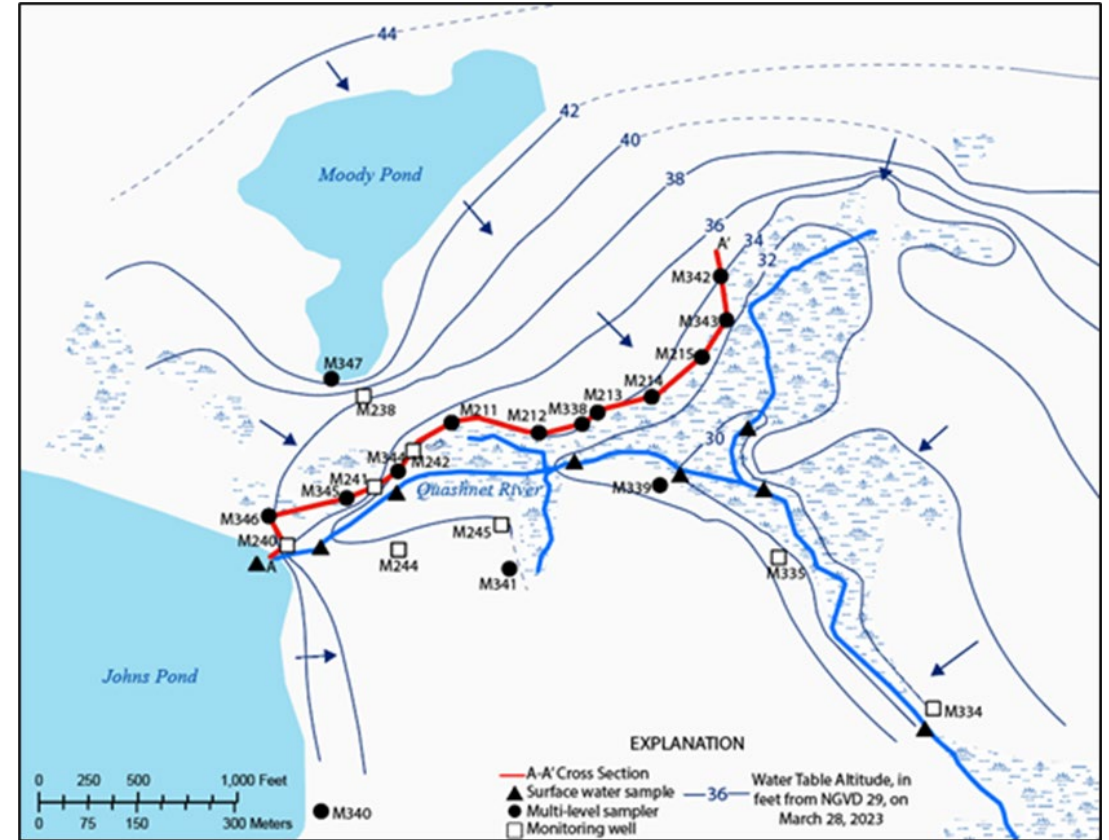 44
42
Moody Pond
40
38
36
A'
34
32
M342
M343
M215
M347
M214
M213
M338
M238
M211
M212
30
M344
M242
M241
Quashnet River
M339
M345
M346
M245
M240
A
M244
M335
M341
Johns Pond
M334
EXPLANATION
A-A' Cross Section
Surface water sample
Multi-level sampler
Monitoring well
36
Water Table Altitude, in
feet from NGVD 29, on
March 28, 2023
0 250 500 1,000 Feet
0 75 150 300 Meters
M340